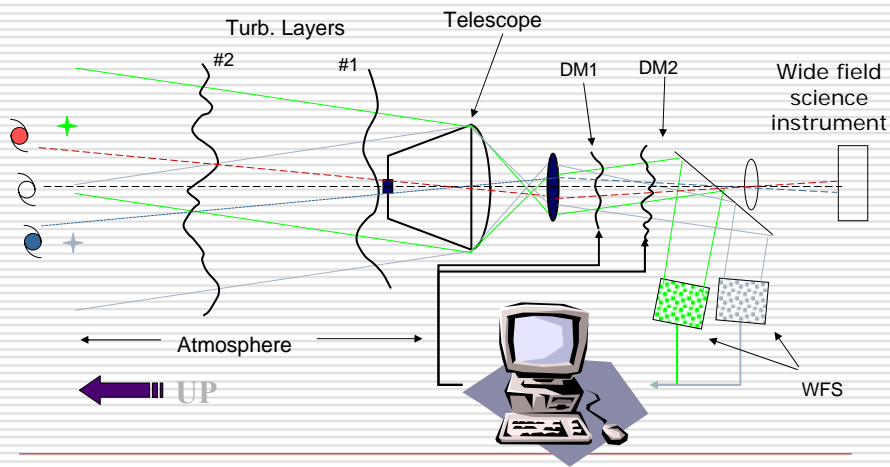 Turb. Layers
Telescope
#2
#1
DM1
DM2
Wide field
science
instrument
Atmosphere
UP
WFS